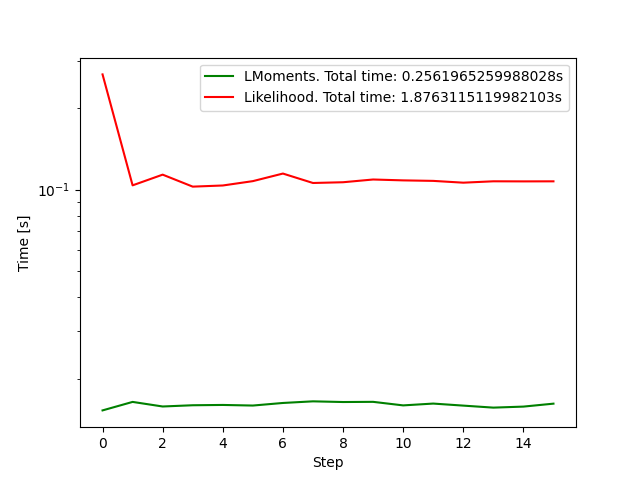 LMoments. Total time: 0.2561965259988028s
Likelihood. Total time: 1.8763115119982103s
10⁻¹
Time [s]
0 2 4 6 8 10 12 14
Step